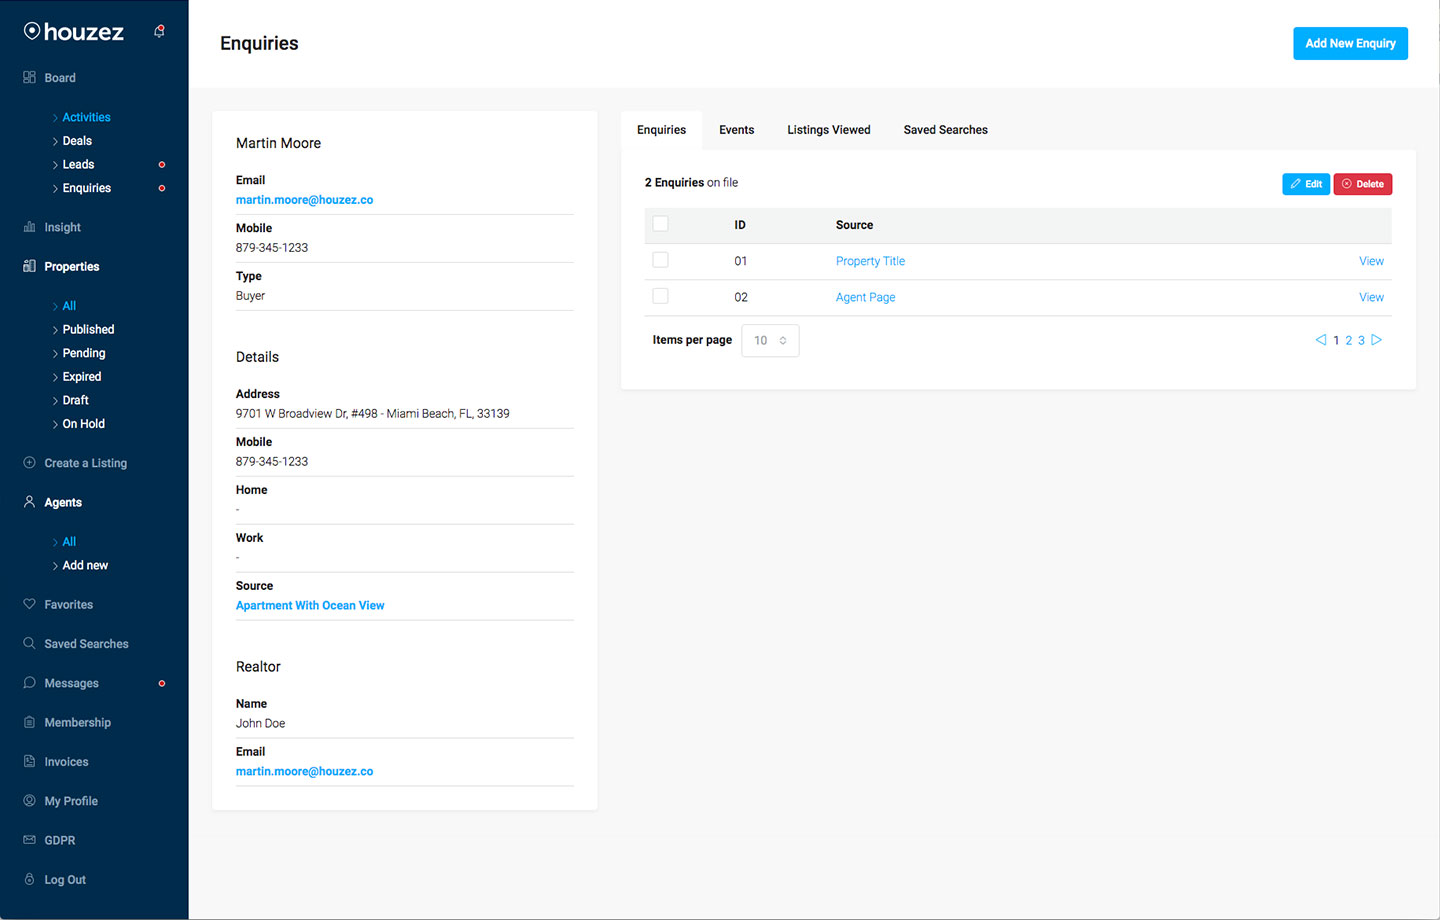 houzez
Board
Activities
Deals
Leads
Enquiries
Insight
Properties
All
Published
Pending
Expired
Draft
On Hold
Create a Listing
Agents
All
Add new
Favorites
Saved Searches
Messages
Membership
Invoices
My Profile
GDPR
Log Out
Enquiries
Add New Enquiry
Martin Moore
Email
martin.moore@houzez.co
Mobile
879-345-1233
Type
Buyer
Details
Address
9701 W Broadview Dr, #498 - Miami Beach, FL, 33139
Mobile
879-345-1233
Home
-
Work
-
Source
Apartment With Ocean View
Realtor
Name
John Doe
Email
martin.moore@houzez.co
Enquiries Events Listings Viewed Saved Searches
2 Enquiries on file Edit Delete
ID Source
01 Property Title View
02 Agent Page View
Items per page 10 1 2 3